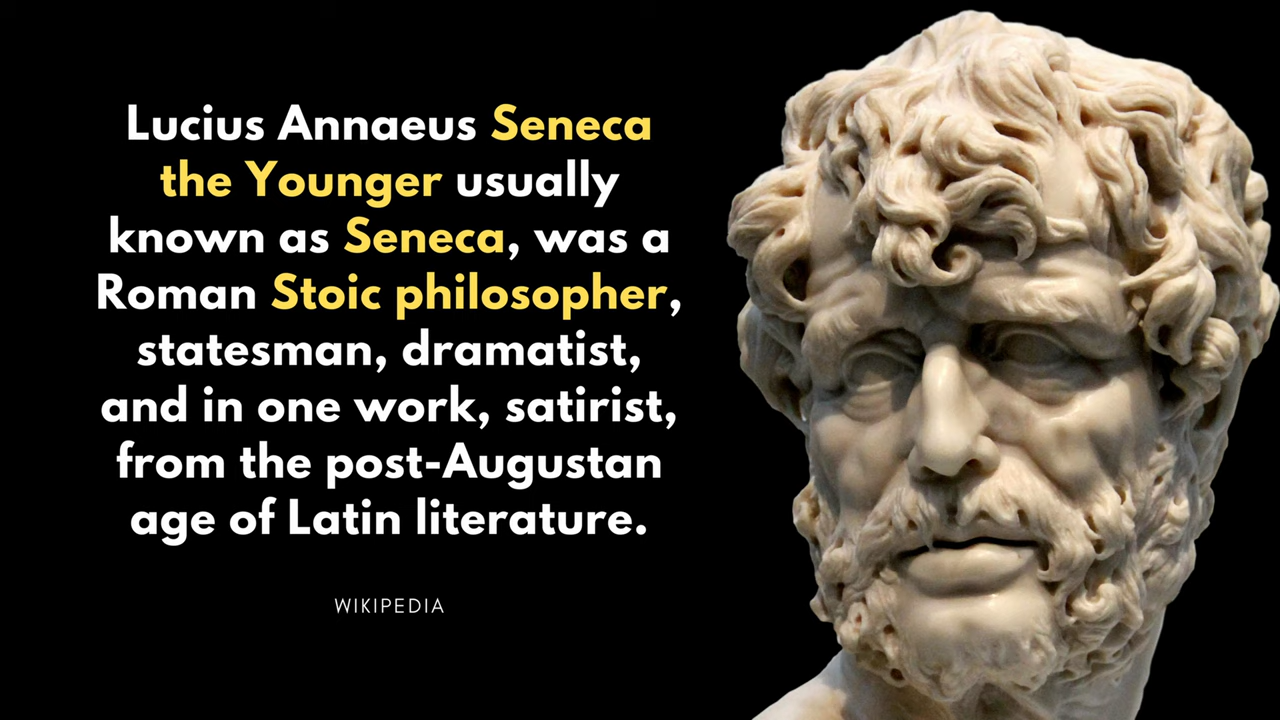 Lucius Annaeus Seneca
the Younger usually
known as Seneca, was a
Roman Stoic philosopher,
statesman, dramatist,
and in one work, satirist,
from the post-Augustan
age of Latin literature.
WIKIPEDIA